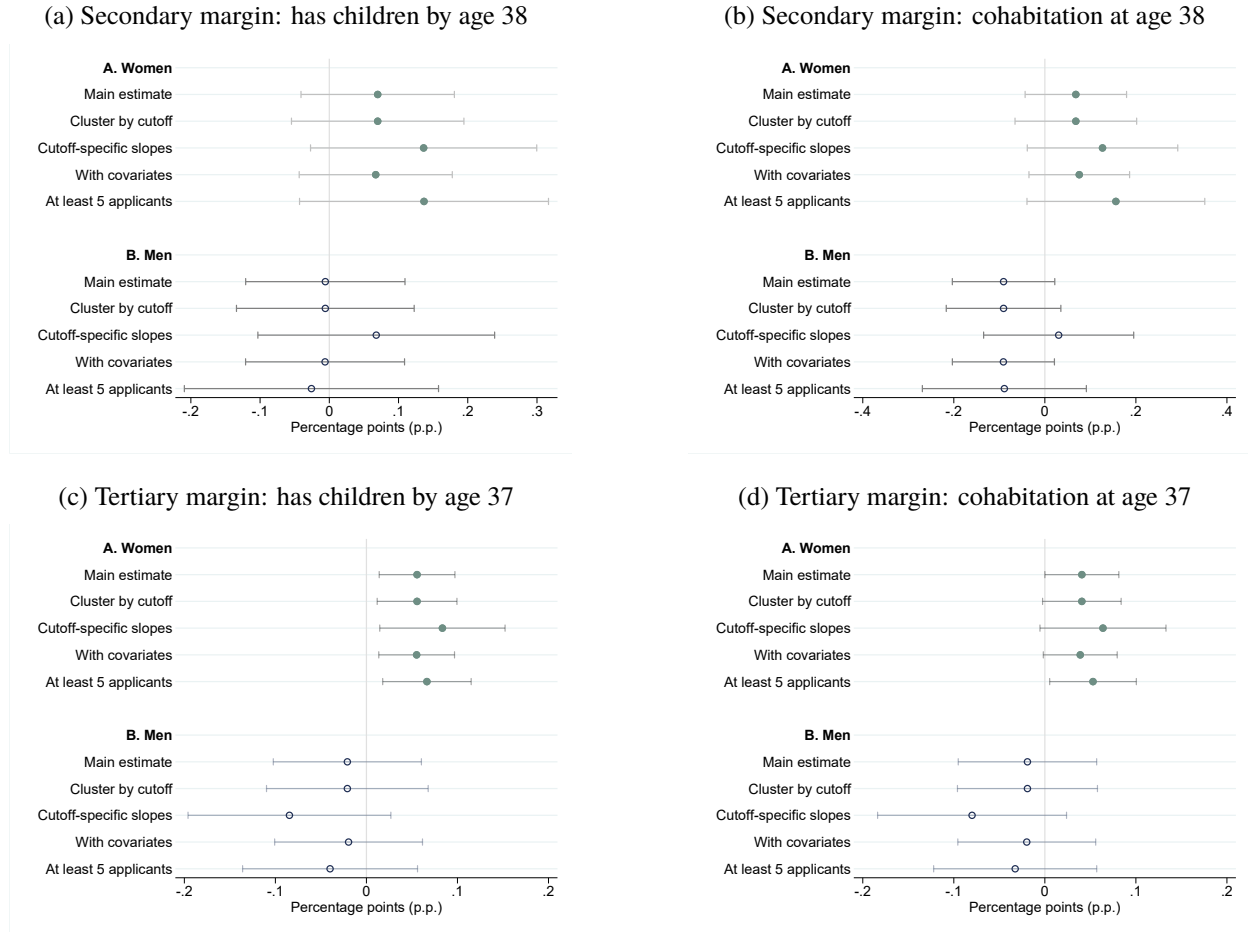 (a) Secondary margin: has children by age 38
A. Women
Main estimate
Cluster by cutoff
Cutoff-specific slopes
With covariates
At least 5 applicants
B. Men
Main estimate
Cluster by cutoff
Cutoff-specific slopes
With covariates
At least 5 applicants
-.2 -.1 0 .1 .2 .3
Percentage points (p.p.)
(b) Secondary margin: cohabitation at age 38
A. Women
Main estimate
Cluster by cutoff
Cutoff-specific slopes
With covariates
At least 5 applicants
B. Men
Main estimate
Cluster by cutoff
Cutoff-specific slopes
With covariates
At least 5 applicants
-.4 -.2 0 .2 .4
Percentage points (p.p.)
(c) Tertiary margin: has children by age 37
A. Women
Main estimate
Cluster by cutoff
Cutoff-specific slopes
With covariates
At least 5 applicants
B. Men
Main estimate
Cluster by cutoff
Cutoff-specific slopes
With covariates
At least 5 applicants
-.2 -.1 0 .1 .2
Percentage points (p.p.)
(d) Tertiary margin: cohabitation at age 37
A. Women
Main estimate
Cluster by cutoff
Cutoff-specific slopes
With covariates
At least 5 applicants
B. Men
Main estimate
Cluster by cutoff
Cutoff-specific slopes
With covariates
At least 5 applicants
-.2 -.1 0 .1 .2
Percentage points (p.p.)